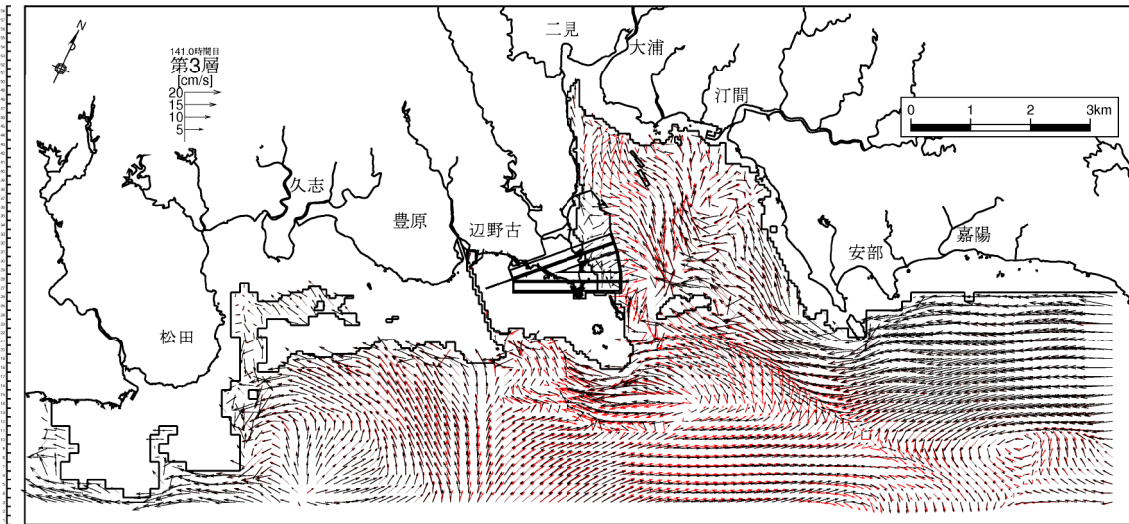 N
141.0時間目
第3層
[cm/s]
20
15
10
5
二見
大浦
汀間
0 1 2 3km
久志
豊原
辺野古
安部
嘉陽
松田